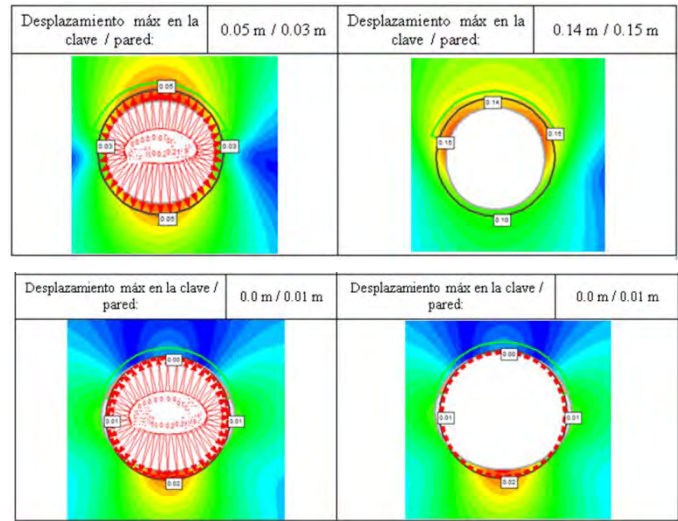 Desplazamiento máx en la
clave / pared:
0.05 m / 0.03 m
Desplazamiento máx en la
clave / pared:
0.14 m / 0.15 m
0.05
0.03
0.03
0.05
0.14
0.15
0.15
0.10
Desplazamiento máx en la clave /
pared:
0.0 m / 0.01 m
Desplazamiento máx en la clave /
pared:
0.0 m / 0.01 m
0.00
0.01
0.01
0.02
0.00
0.01
0.01
0.02